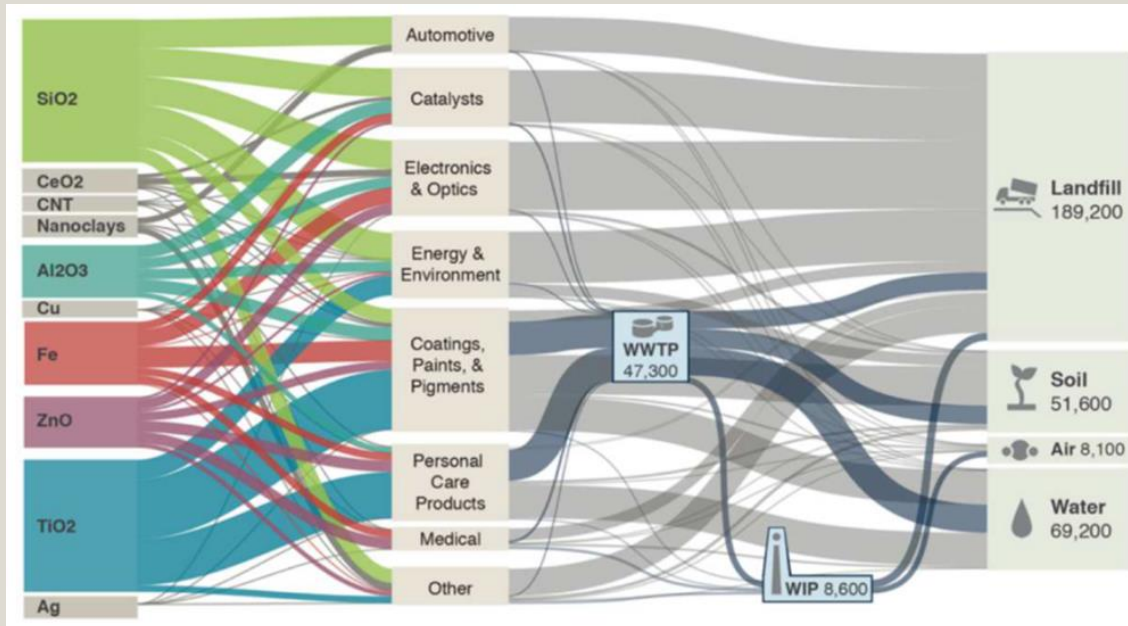 SiO2
CeO2
CNT
Nanoclays
Al2O3
Cu
Fe
ZnO
TiO2
Ag
Automotive
Catalysts
Electronics
& Optics
Energy &
Environment
Coatings,
Paints, &
Pigments
Personal
Care
Products
Medical
Other
WWTP
47,300
WIP 8,600
Landfill
189,200
Soil
51,600
Air 8,100
Water
69,200